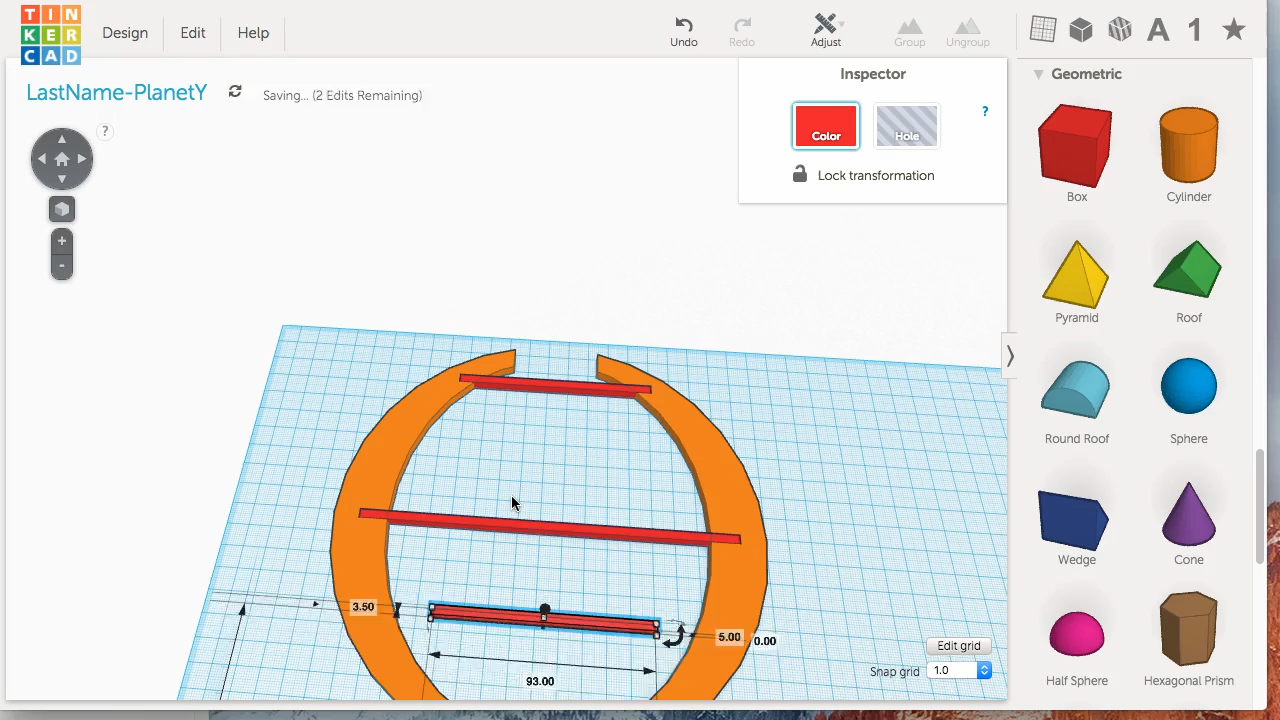 TIN
KER
CAD
Design
Edit
Help
Undo
Redo
Adjust
Group
Ungroup
A
1
LastName-PlanetY
Saving... (2 Edits Remaining)
?
+
-
Inspector
Color
Hole
?
Lock transformation
Geometric
Box
Cylinder
Pyramid
Roof
Round Roof
Sphere
Wedge
Cone
Half Sphere
Hexagonal Prism
3.50
5.00
0.00
93.00
Edit grid
Snap grid
1.0